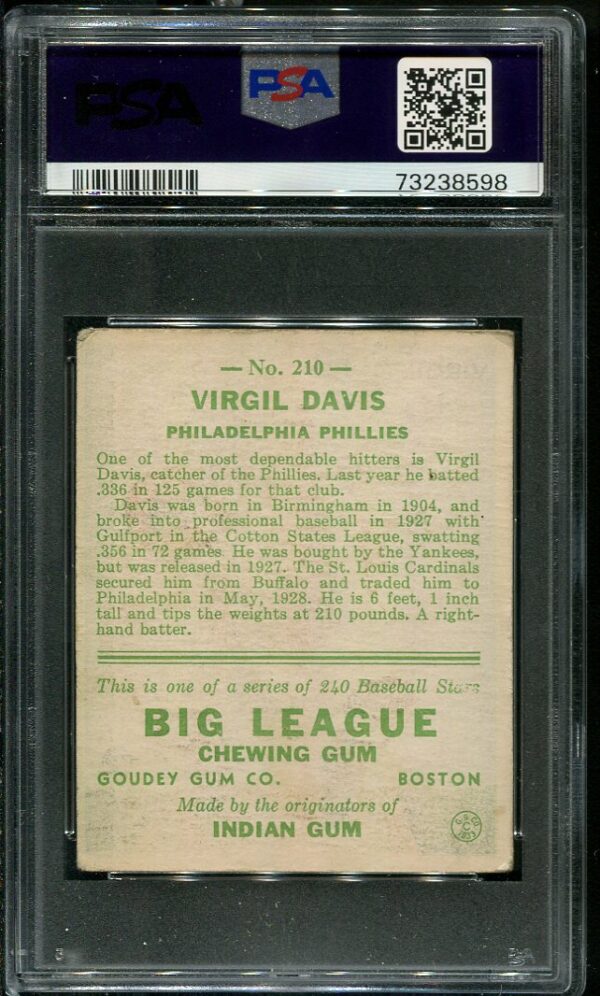 PSA PSA
73238598
— No. 210 —
VIRGIL DAVIS
PHILADELPHIA PHILLIES
One of the most dependable hitters is Virgil
Davis, catcher of the Phillies. Last year he batted
.336 in 125 games for that club.
Davis was born in Birmingham in 1904, and
broke into professional baseball in 1927 with
Gulfport in the Cotton States League, swatting
.356 in 72 games. He was bought by the Yankees,
but was released in 1927. The St. Louis Cardinals
secured him from Buffalo and traded him to
Philadelphia in May, 1928. He is 6 feet, 1 inch
tall and tips the weights at 210 pounds. A right-
hand batter.
This is one of a series of 240 Baseball Stars
BIG LEAGUE
CHEWING GUM
GOUDEY GUM CO. BOSTON
Made by the originators of
INDIAN GUM